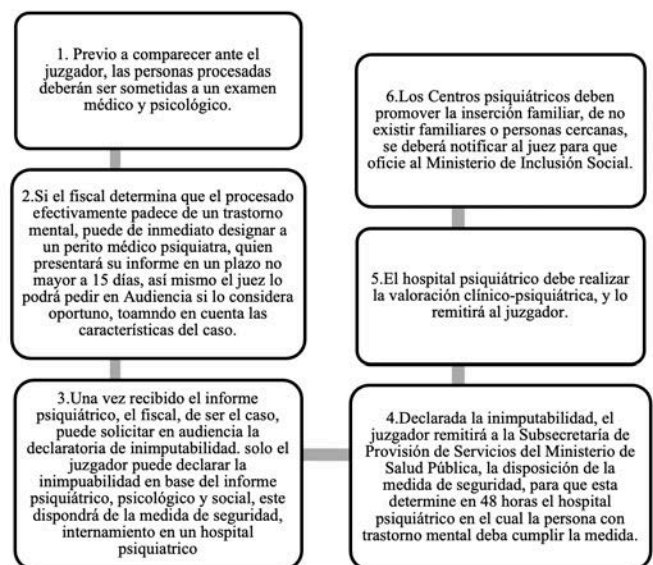 1. Previo a comparecer ante el
juzgador, las personas procesadas
deberán ser sometidas a un examen
médico y psicológico.
2.Si el fiscal determina que el procesado
efectivamente padece de un trastorno
mental, puede de inmediato designar a
un perito médico psiquiatra, quien
presentará su informe en un plazo no
mayor a 15 días, así mismo el juez lo
podrá pedir en Audiencia si lo considera
oportuno, toamndo en cuenta las
características del caso.
3.Una vez recibido el informe
psiquiátrico, el fiscal, de ser el caso,
puede solicitar en audiencia la
declaratoria de inimputabilidad. solo el
juzgador puede declarar la
inimpuabilidad en base del informe
psiquiátrico, psicológico y social, este
dispondrá de la medida de seguridad,
internamiento en un hospital
psiquiatrico
4.Declarada la inimputabilidad, el
juzgador remitirá a la Subsecretaría de
Provisión de Servicios del Ministerio de
Salud Pública, la disposición de la
medida de seguridad, para que esta
determine en 48 horas el hospital
psiquiátrico en el cual la persona con
trastorno mental deba cumplir la medida.
5.El hospital psiquiátrico debe realizar
la valoración clínico-psiquiátrica, y lo
remitirá al juzgador.
6.Los Centros psiquiátricos deben
promover la inserción familiar, de no
existir familiares o personas cercanas,
se deberá notificar al juez para que
oficie al Ministerio de Inclusión Social.